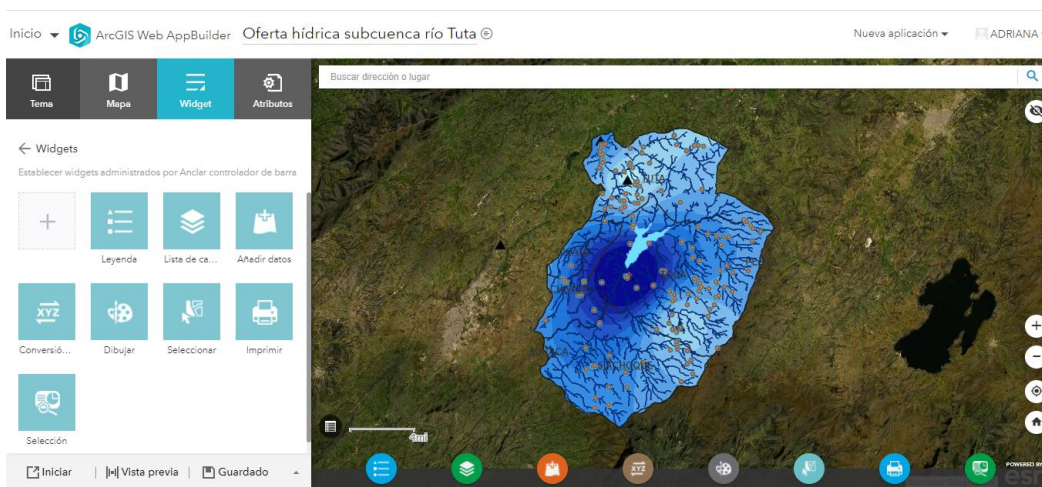 Inicio ArcGIS Web AppBuilder Oferta hídrica subcuenca río Tuta Nueva aplicación ADRIANA
Tema Mapa Widget Atributos
Buscar dirección o lugar
← Widgets
Establecer widgets administrados por Anclar controlador de barra
+
Leyenda Lista de ca... Añadir datos
XYZ
Conversió... Dibujar Seleccionar Imprimir
Selección
TUTA
4mi
+
−
XYZ
Iniciar | Vista previa | Guardado
POWERED BY
esri